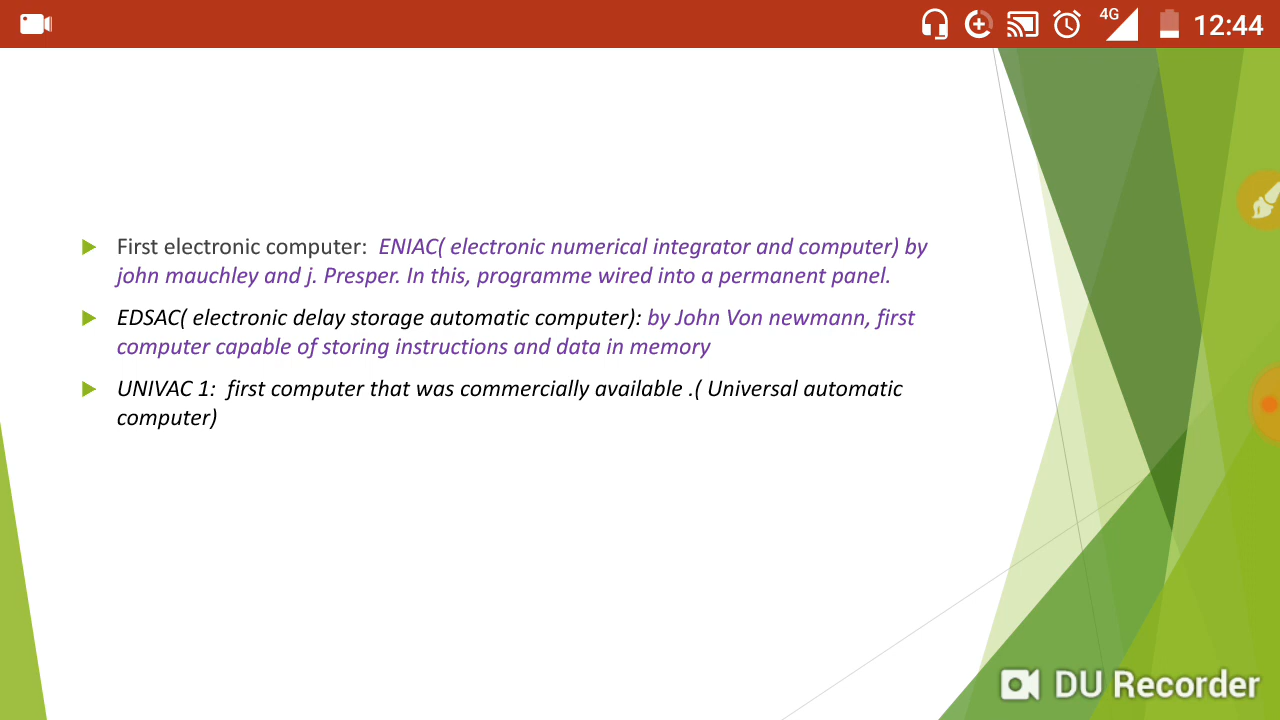 4G 12:44
First electronic computer: ENIAC( electronic numerical integrator and computer) by
john mauchley and j. Presper. In this, programme wired into a permanent panel.
EDSAC( electronic delay storage automatic computer): by John Von newmann, first
computer capable of storing instructions and data in memory
UNIVAC 1: first computer that was commercially available .( Universal automatic
computer)
DU Recorder